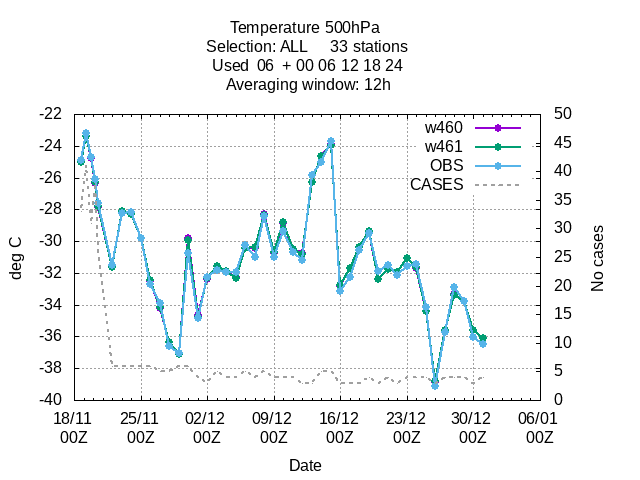 Temperature 500hPa
Selection: ALL 33 stations
Used 06 + 00 06 12 18 24
Averaging window: 12h
-22 50
w460
-24 45
w461
OBS
-26 40
CASES
-28 35
-30 30
deg C
No cases
25
-32
20
-34 15
-36 10
-38 5
-40 0
18/11 25/11 02/12 09/12 16/12 23/12 30/12 06/01
00Z 00Z 00Z 00Z 00Z 00Z 00Z 00Z
Date